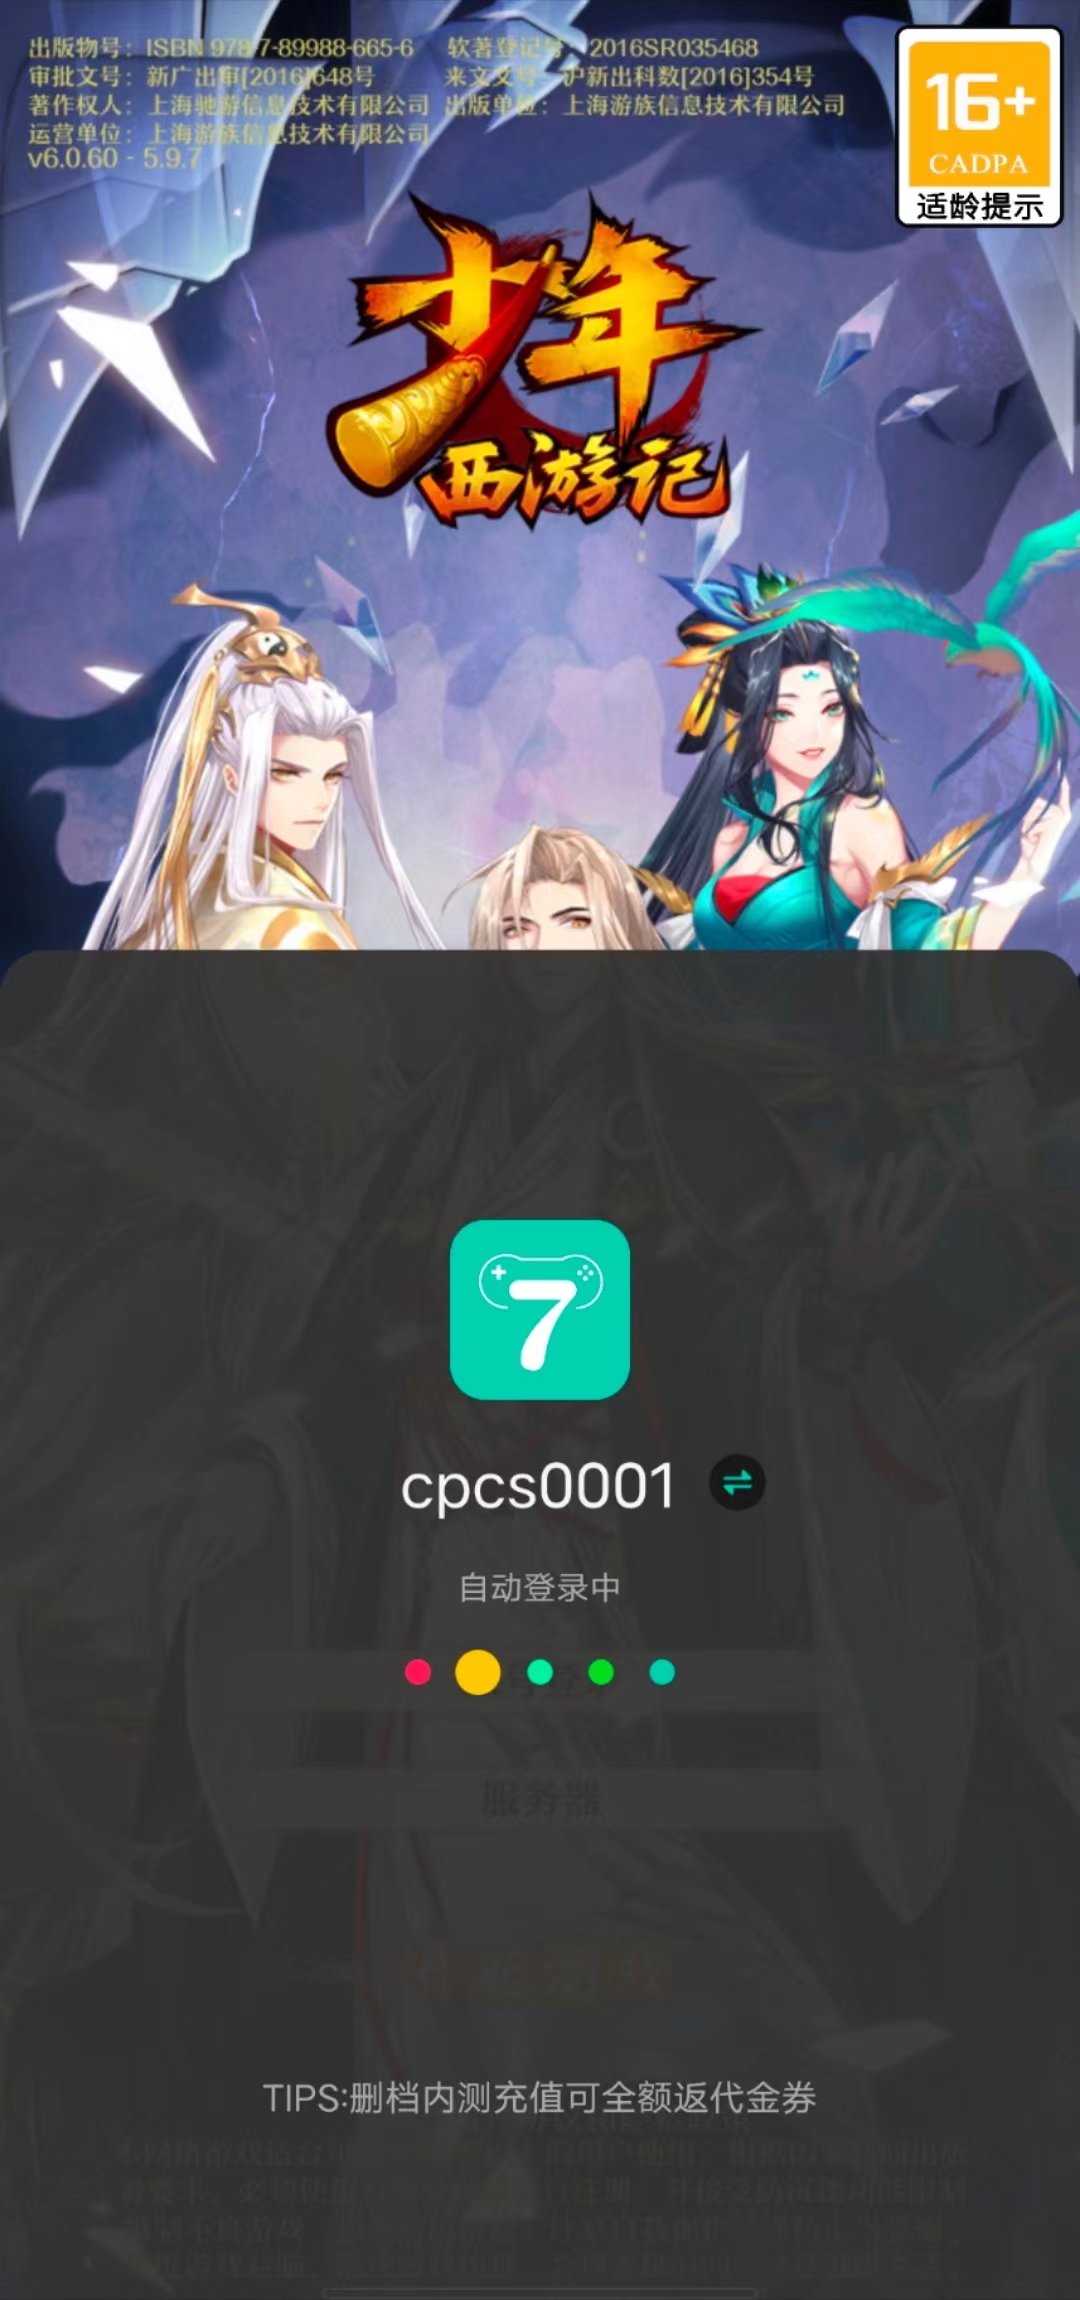 出版物号：ISBN 978-7-89988-665-6 软著登记号：2016SR035468
审批文号：新广出审[2016]648号 来文文号：沪新出科数[2016]354号
著作权人：上海驰游信息技术有限公司 出版单位：上海游族信息技术有限公司
运营单位：上海游族信息技术有限公司
v6.0.60 - 5.9.7
16+
CADPA
适龄提示
少年
西游记
7
cpcs0001
自动登录中
服务器
TIPS:删档内测充值可全额返代金券